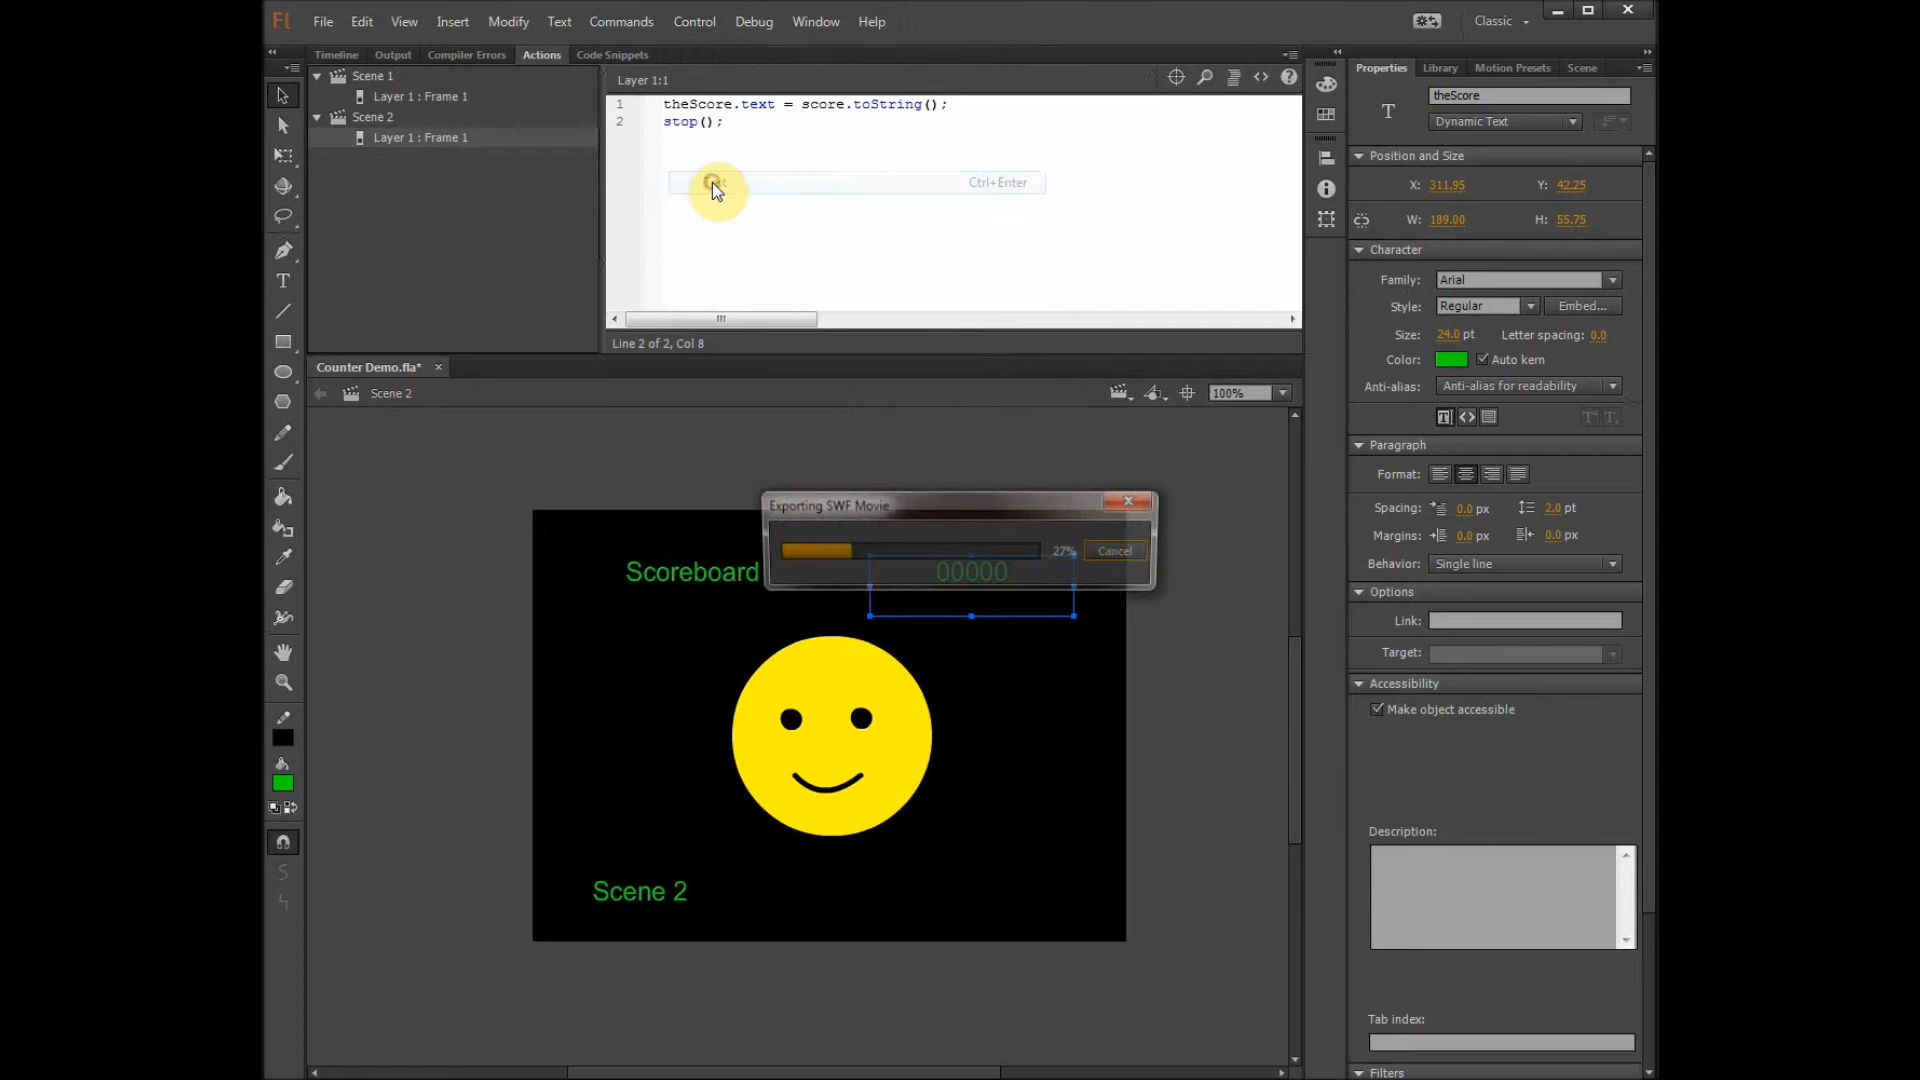 Fl File Edit View Insert Modify Text Commands Control Debug Window Help Classic
Timeline Output Compiler Errors Actions Code Snippets
Properties Library Motion Presets Scene
Scene 1
Layer 1 : Frame 1
Scene 2
Layer 1 : Frame 1
Layer 1:1
1 theScore.text = score.toString();
2 stop();
Ctrl+Enter
Line 2 of 2, Col 8
Counter Demo.fla*
Scene 2
100%
Exporting SWF Movie
27% Cancel
Scoreboard 00000
Scene 2
theScore
Dynamic Text
Position and Size
X: 311.95 Y: 42.25
W: 189.00 H: 55.75
Character
Family: Arial
Style: Regular Embed...
Size: 24.0 pt Letter spacing: 0.0
Color: Auto kern
Anti-alias: Anti-alias for readability
Paragraph
Format:
Spacing: 0.0 px 2.0 pt
Margins: 0.0 px 0.0 px
Behavior: Single line
Options
Link:
Target:
Accessibility
Make object accessible
Description:
Tab index:
Filters